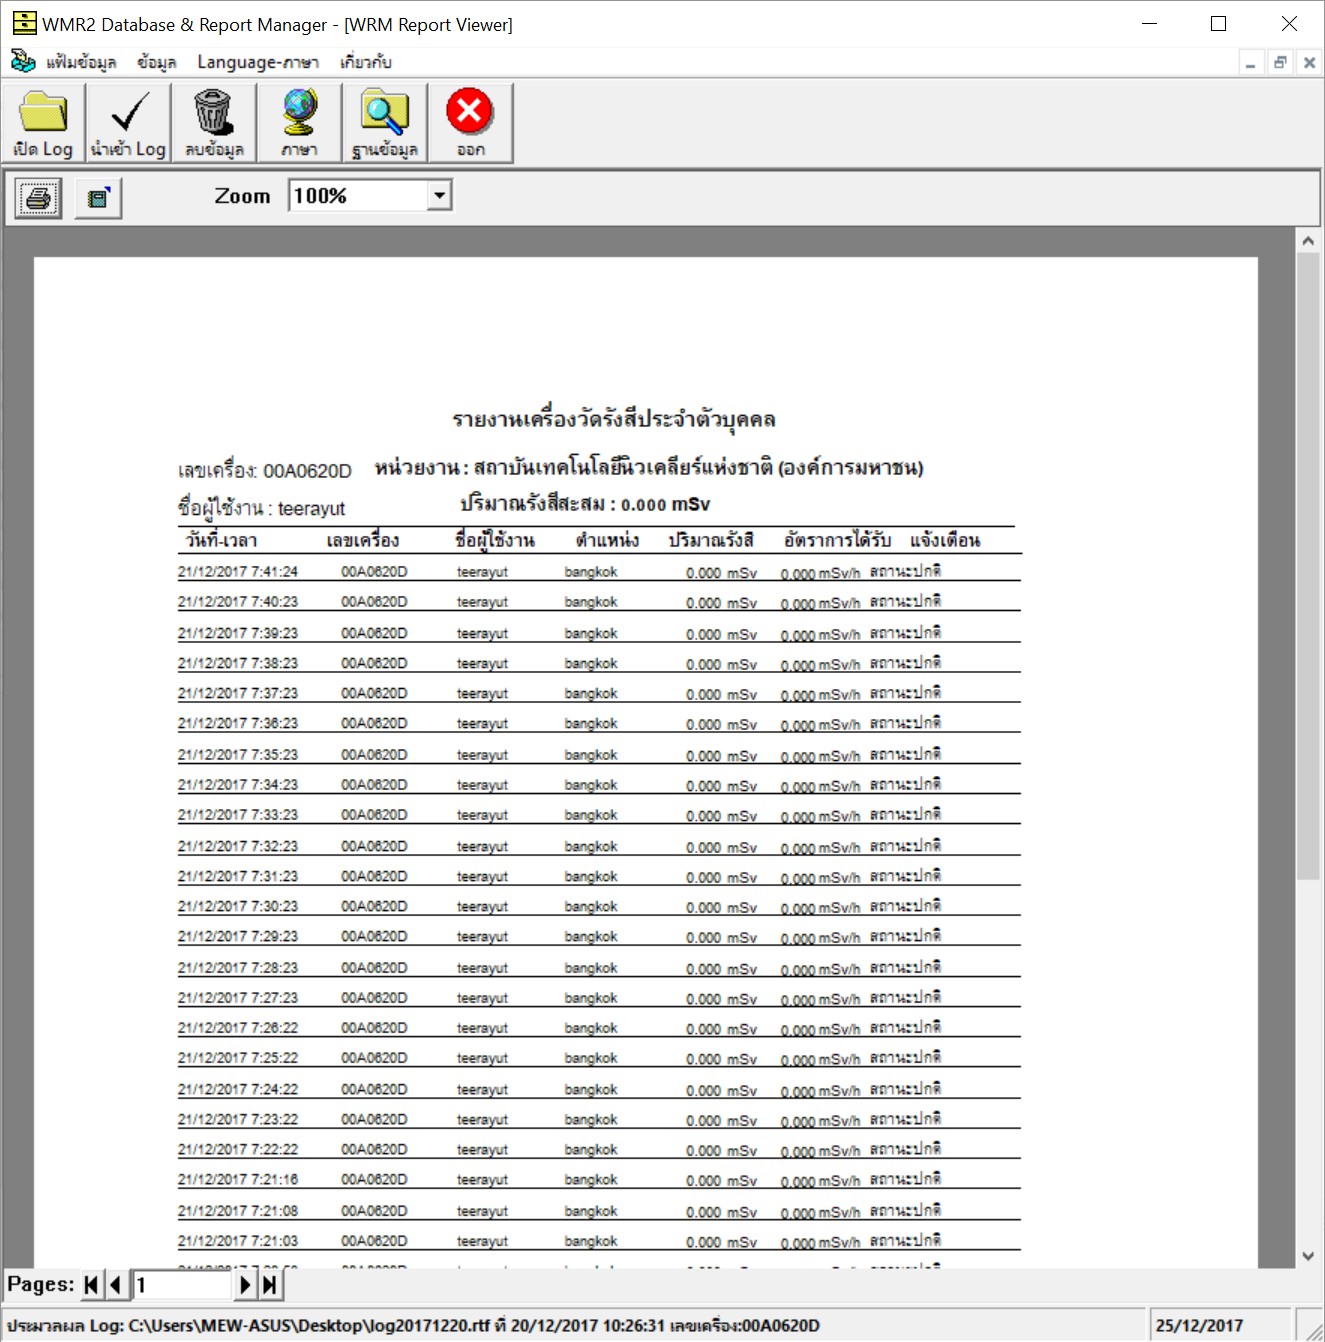 WMR2 Database & Report Manager - [WRM Report Viewer]
แฟ้มข้อมูล ข้อมูล Language-ภาษา เกี่ยวกับ
เปิด Log นำเข้า Log ลบข้อมูล ภาษา ฐานข้อมูล ออก
Zoom 100%
รายงานเครื่องวัดรังสีประจำตัวบุคคล
เลขเครื่อง: 00A0620D หน่วยงาน : สถาบันเทคโนโลยีนิวเคลียร์แห่งชาติ (องค์การมหาชน)
ชื่อผู้ใช้งาน : teerayut ปริมาณรังสีสะสม : 0.000 mSv
วันที่-เวลา เลขเครื่อง ชื่อผู้ใช้งาน ตำแหน่ง ปริมาณรังสี อัตราการได้รับ แจ้งเตือน
21/12/2017 7:41:24 00A0620D teerayut bangkok 0.000 mSv 0.000 mSv/h สถานะปกติ
21/12/2017 7:40:23 00A0620D teerayut bangkok 0.000 mSv 0.000 mSv/h สถานะปกติ
21/12/2017 7:39:23 00A0620D teerayut bangkok 0.000 mSv 0.000 mSv/h สถานะปกติ
21/12/2017 7:38:23 00A0620D teerayut bangkok 0.000 mSv 0.000 mSv/h สถานะปกติ
21/12/2017 7:37:23 00A0620D teerayut bangkok 0.000 mSv 0.000 mSv/h สถานะปกติ
21/12/2017 7:36:23 00A0620D teerayut bangkok 0.000 mSv 0.000 mSv/h สถานะปกติ
21/12/2017 7:35:23 00A0620D teerayut bangkok 0.000 mSv 0.000 mSv/h สถานะปกติ
21/12/2017 7:34:23 00A0620D teerayut bangkok 0.000 mSv 0.000 mSv/h สถานะปกติ
21/12/2017 7:33:23 00A0620D teerayut bangkok 0.000 mSv 0.000 mSv/h สถานะปกติ
21/12/2017 7:32:23 00A0620D teerayut bangkok 0.000 mSv 0.000 mSv/h สถานะปกติ
21/12/2017 7:31:23 00A0620D teerayut bangkok 0.000 mSv 0.000 mSv/h สถานะปกติ
21/12/2017 7:30:23 00A0620D teerayut bangkok 0.000 mSv 0.000 mSv/h สถานะปกติ
21/12/2017 7:29:23 00A0620D teerayut bangkok 0.000 mSv 0.000 mSv/h สถานะปกติ
21/12/2017 7:28:23 00A0620D teerayut bangkok 0.000 mSv 0.000 mSv/h สถานะปกติ
21/12/2017 7:27:23 00A0620D teerayut bangkok 0.000 mSv 0.000 mSv/h สถานะปกติ
21/12/2017 7:26:22 00A0620D teerayut bangkok 0.000 mSv 0.000 mSv/h สถานะปกติ
21/12/2017 7:25:22 00A0620D teerayut bangkok 0.000 mSv 0.000 mSv/h สถานะปกติ
21/12/2017 7:24:22 00A0620D teerayut bangkok 0.000 mSv 0.000 mSv/h สถานะปกติ
21/12/2017 7:23:22 00A0620D teerayut bangkok 0.000 mSv 0.000 mSv/h สถานะปกติ
21/12/2017 7:22:22 00A0620D teerayut bangkok 0.000 mSv 0.000 mSv/h สถานะปกติ
21/12/2017 7:21:16 00A0620D teerayut bangkok 0.000 mSv 0.000 mSv/h สถานะปกติ
21/12/2017 7:21:08 00A0620D teerayut bangkok 0.000 mSv 0.000 mSv/h สถานะปกติ
21/12/2017 7:21:03 00A0620D teerayut bangkok 0.000 mSv 0.000 mSv/h สถานะปกติ
Pages: 1
ประมวลผล Log: C:\Users\MEW-ASUS\Desktop\log20171220.rtf ที่ 20/12/2017 10:26:31 เลขเครื่อง:00A0620D 25/12/2017